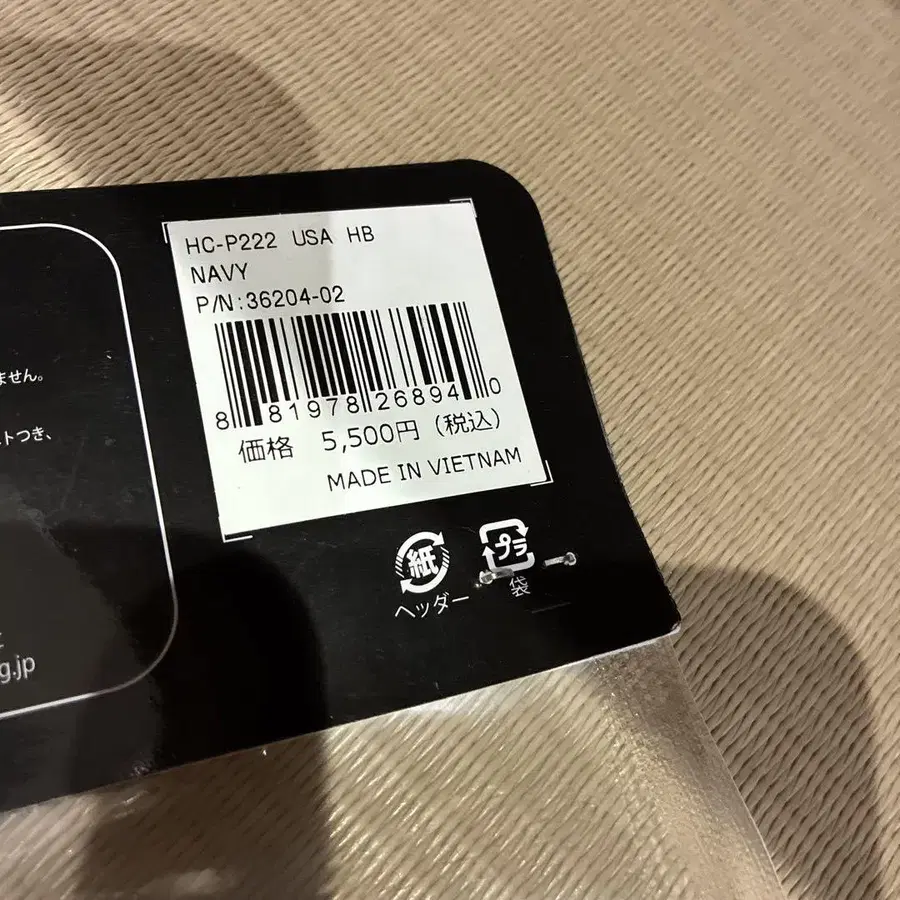 HC-P222 USA HB
NAVY
P/N:36204-02
8 81978 26894 0
価格 5,500円(税込)
MADE IN VIETNAM
紙
プラ
ヘッダー
袋
ません。
トつき、
g.jp